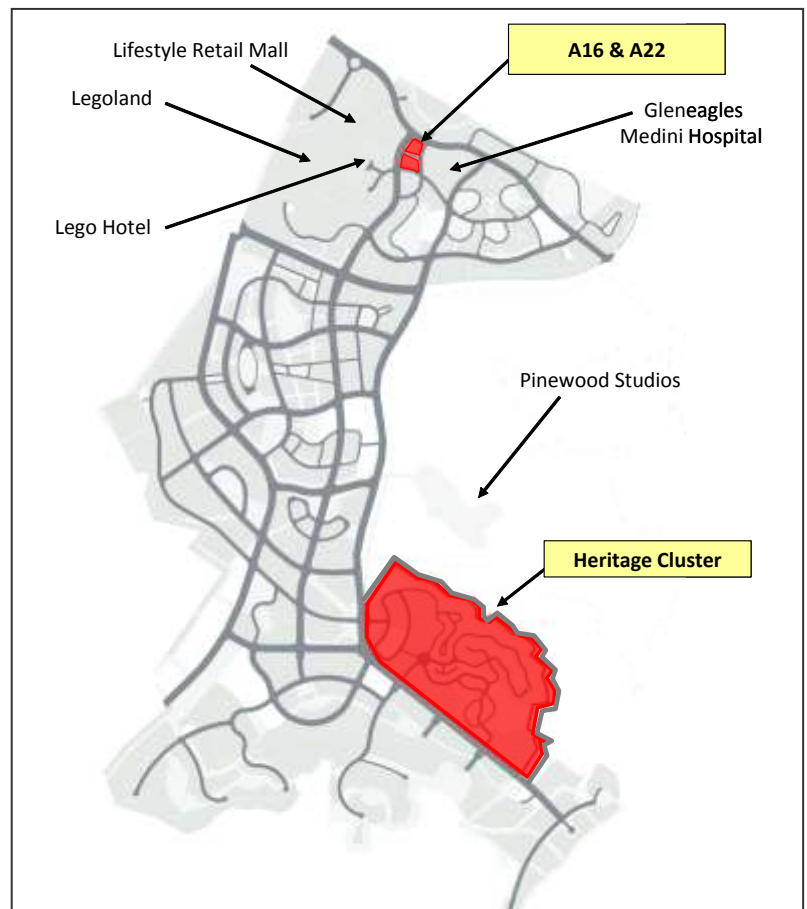 Lifestyle Retail Mall
A16 & A22
Legoland
Gleneagles
Medini Hospital
Lego Hotel
Pinewood Studios
Heritage Cluster